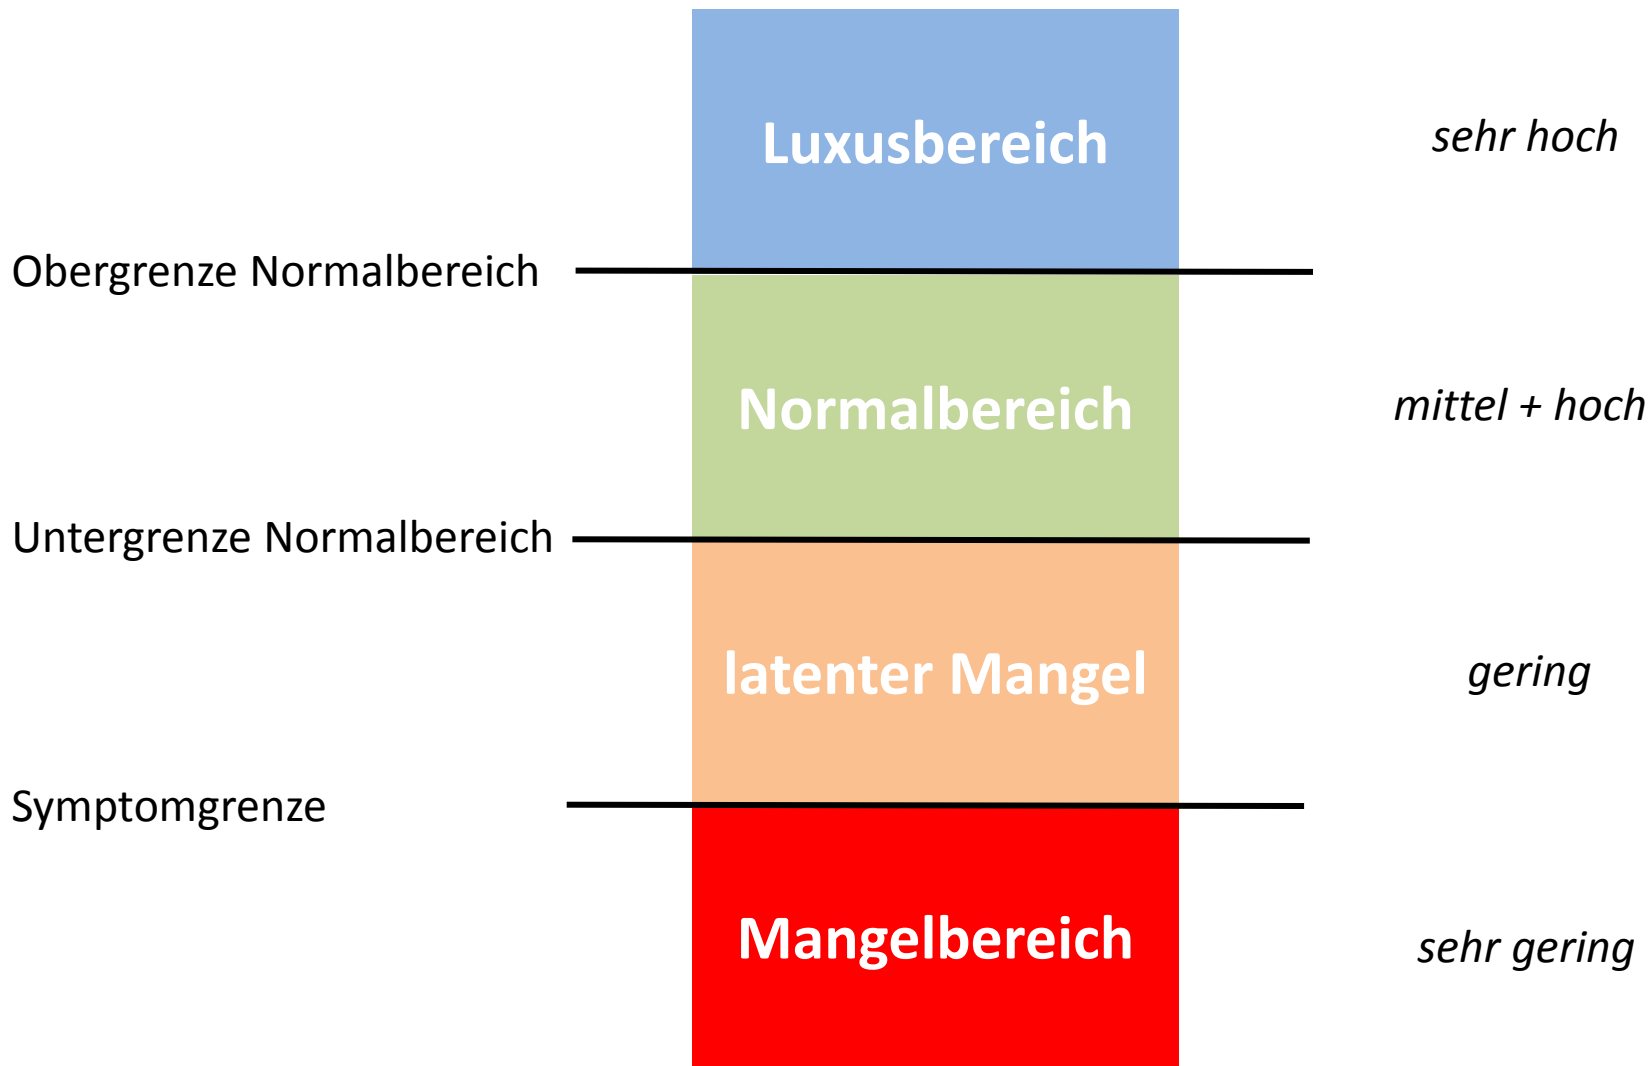 Luxusbereich
sehr hoch
Obergrenze Normalbereich
Normalbereich
mittel + hoch
Untergrenze Normalbereich
latenter Mangel
gering
Symptomgrenze
Mangelbereich
sehr gering